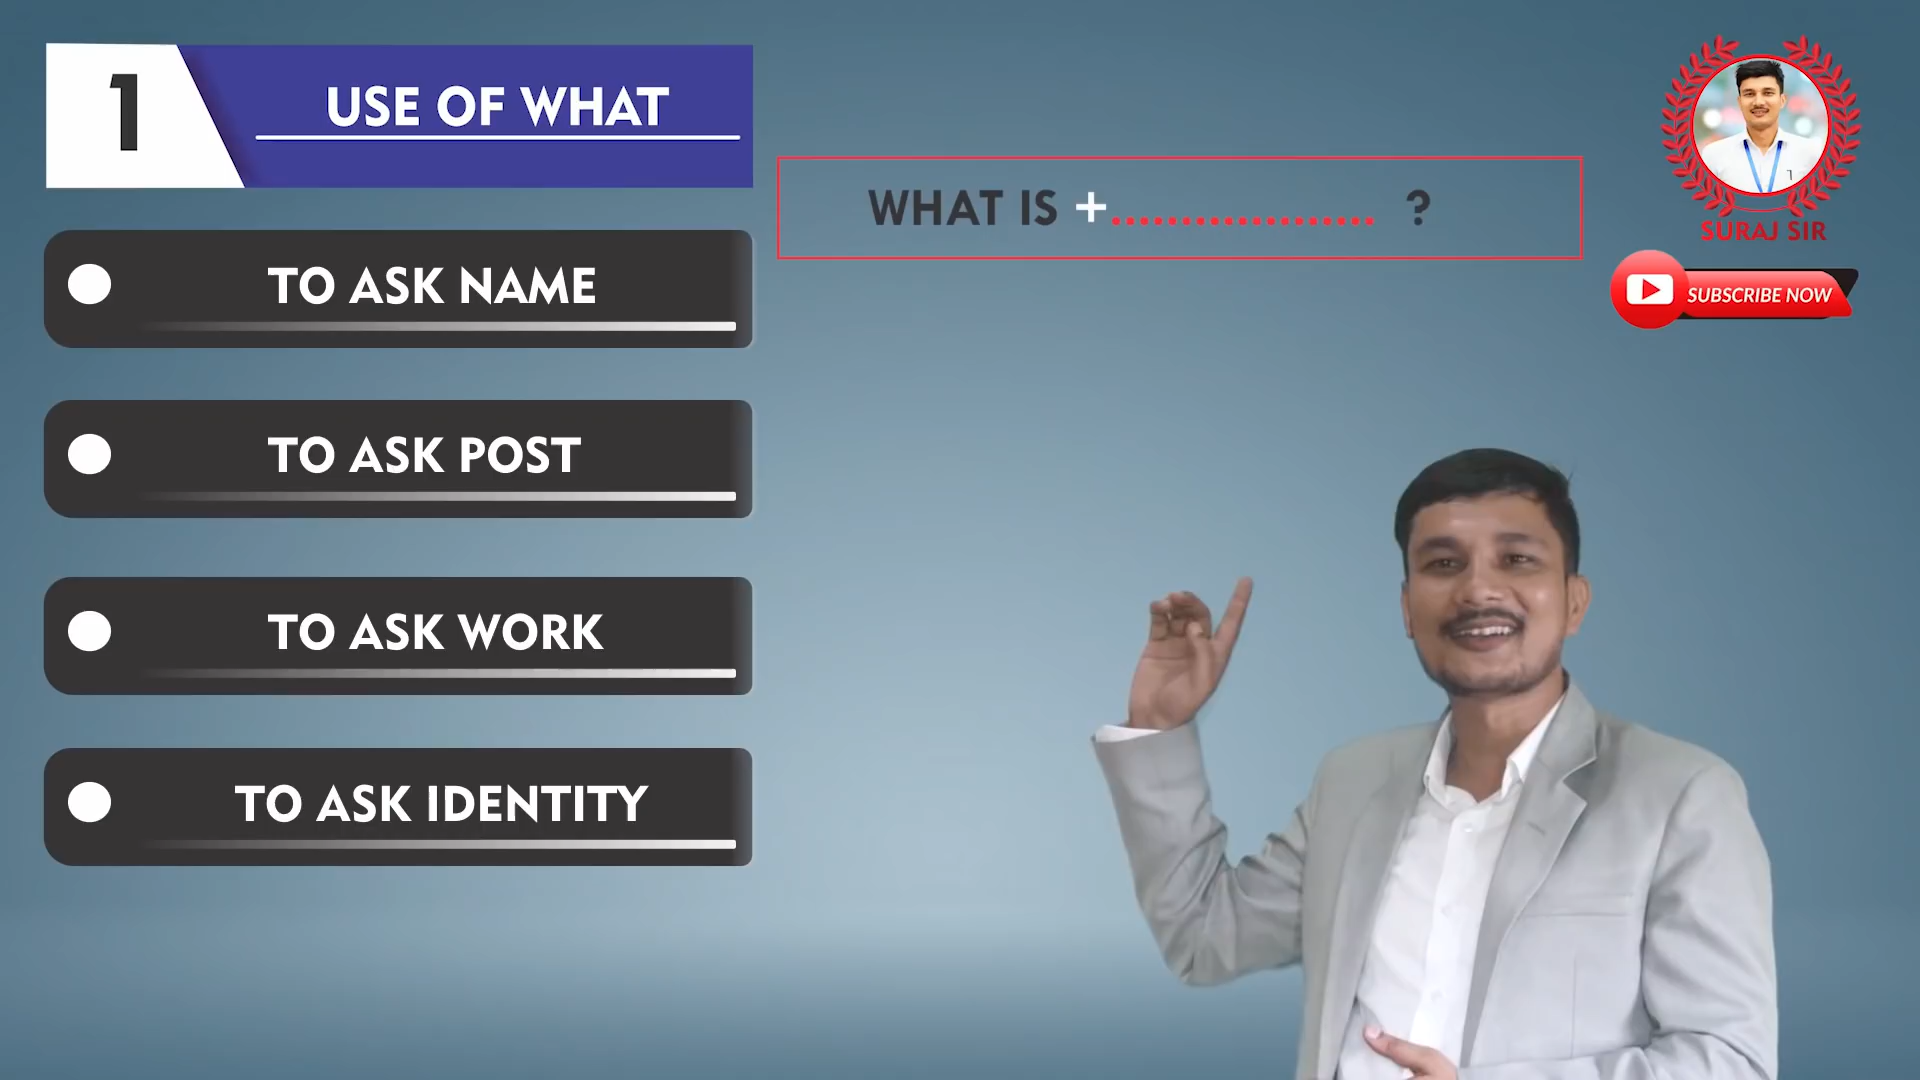 1
USE OF WHAT
WHAT IS +................... ?
TO ASK NAME
TO ASK POST
TO ASK WORK
TO ASK IDENTITY
SURAJ SIR
SUBSCRIBE NOW